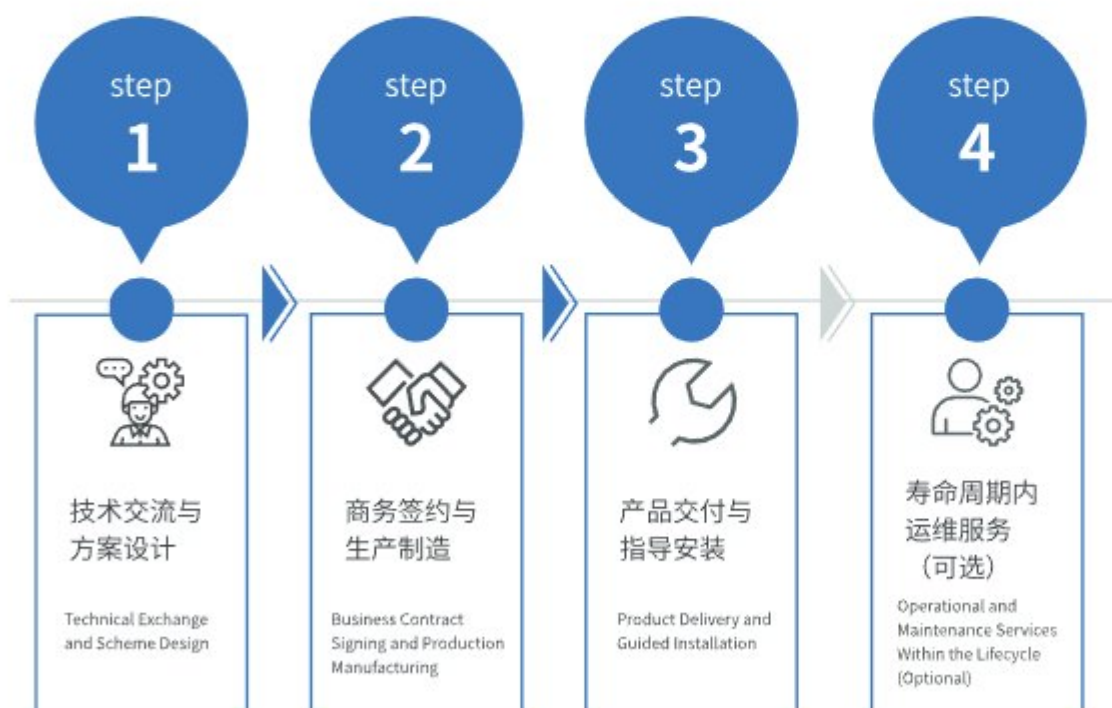 step
1
step
2
step
3
step
4
技术交流与
方案设计
Technical Exchange
and Scheme Design
商务签约与
生产制造
Business Contract
Signing and Production
Manufacturing
产品交付与
指导安装
Product Delivery and
Guided Installation
寿命周期内
运维服务
（可选）
Operational and
Maintenance Services
Within the Lifecycle
(Optional)